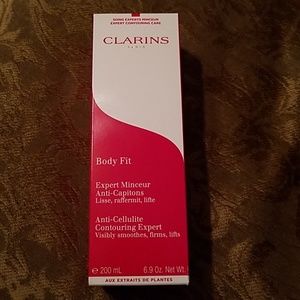 SOINS EXPERTS MINCEUR
EXPERT CONTOURING CARE
CLARINS
PARIS
Body Fit
Expert Minceur
Anti-Capitons
Lisse, raffermit, lifte
Anti-Cellulite
Contouring Expert
Visibly smoothes, firms, lifts
℮ 200 mL 6.9 Oz. Net Wt.
AUX EXTRAITS DE PLANTES